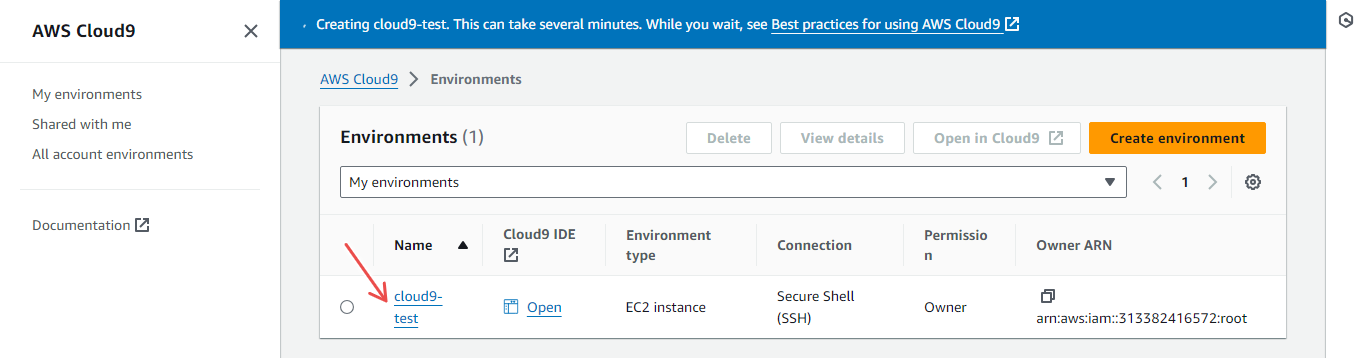 AWS Cloud9
My environments
Shared with me
All account environments
Documentation
Creating cloud9-test. This can take several minutes. While you wait, see Best practices for using AWS Cloud9
AWS Cloud9 Environments
Environments (1)
Delete
View details
Open in Cloud9
Create environment
My environments
1
Name
Cloud9 IDE
Environment
type
Connection
Permissio
n
Owner ARN
cloud9-
test
Open
EC2 instance
Secure Shell
(SSH)
Owner
arn:aws:iam::313382416572:root